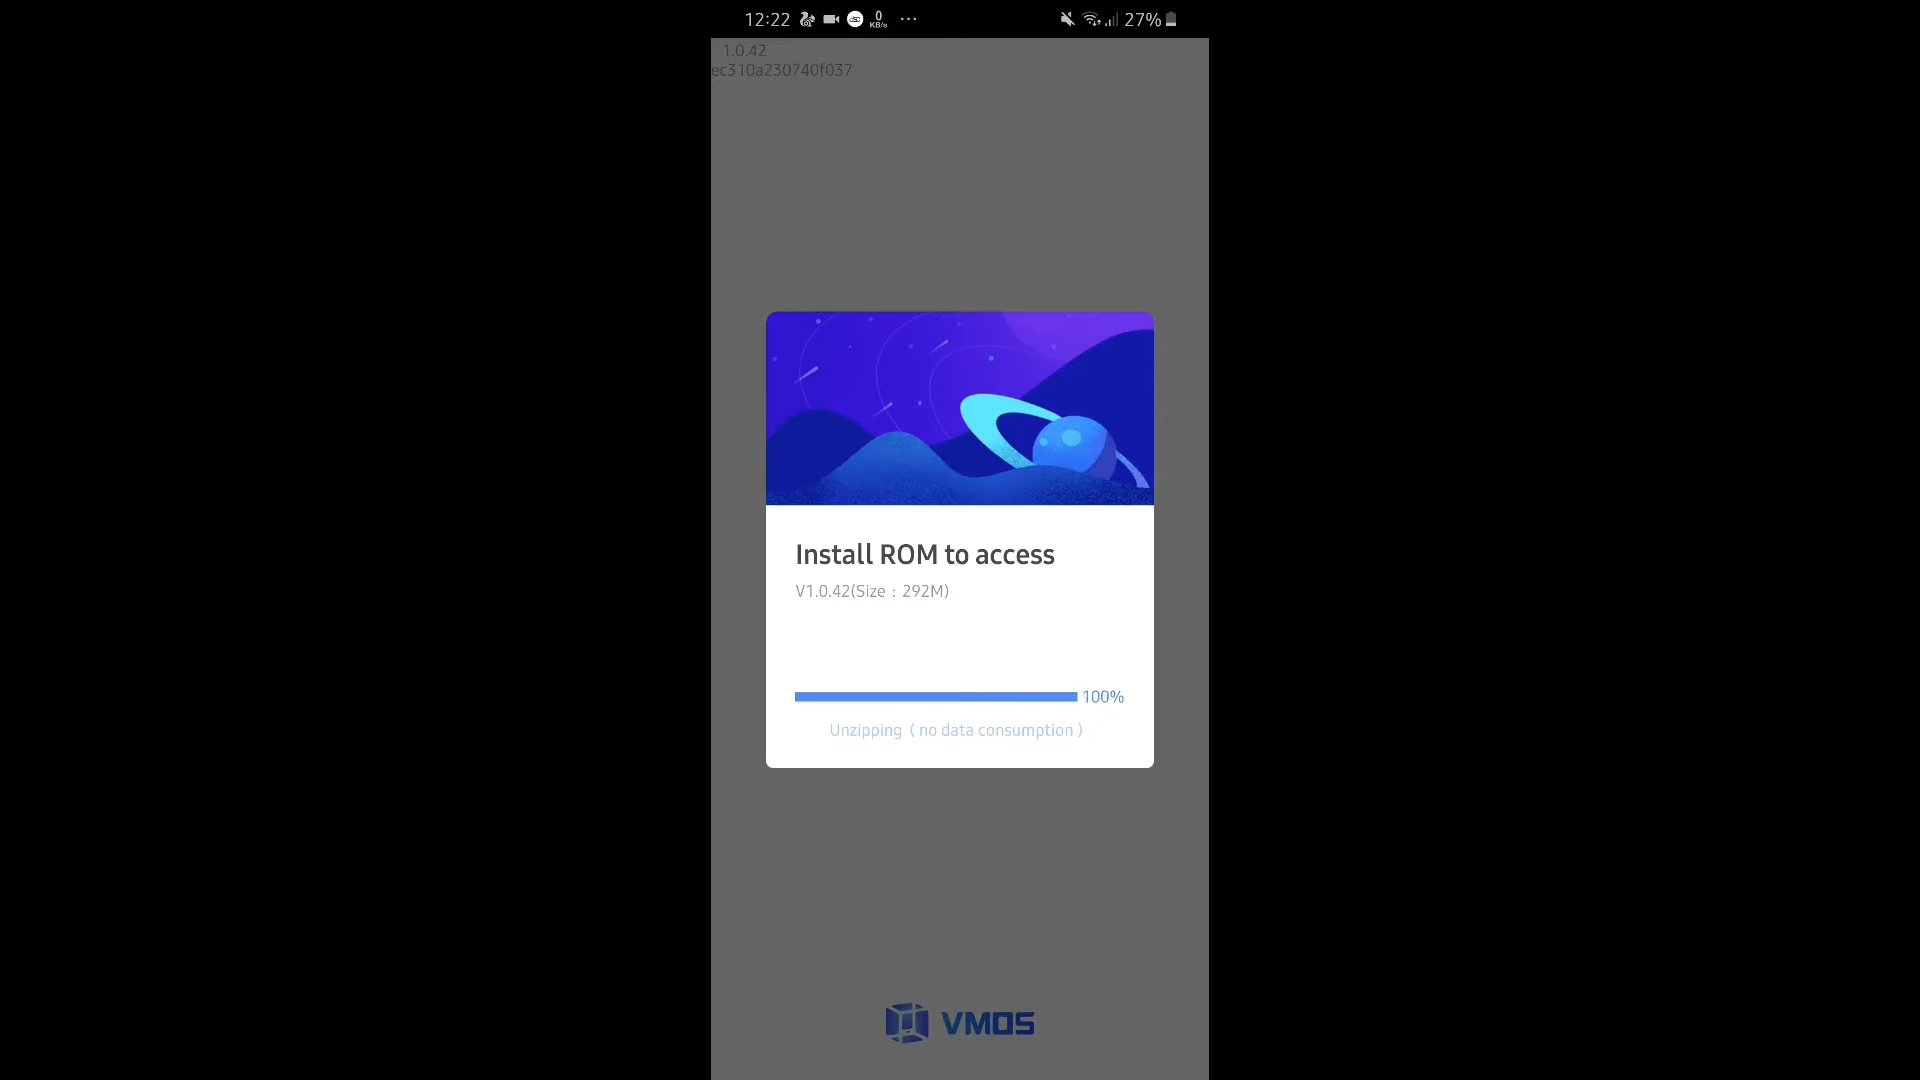 12:22 0 KB/s ... 27%
1.0.42
ec310a230740f037
Install ROM to access
V1.0.42(Size : 292M)
100%
Unzipping ( no data consumption )
VMOS